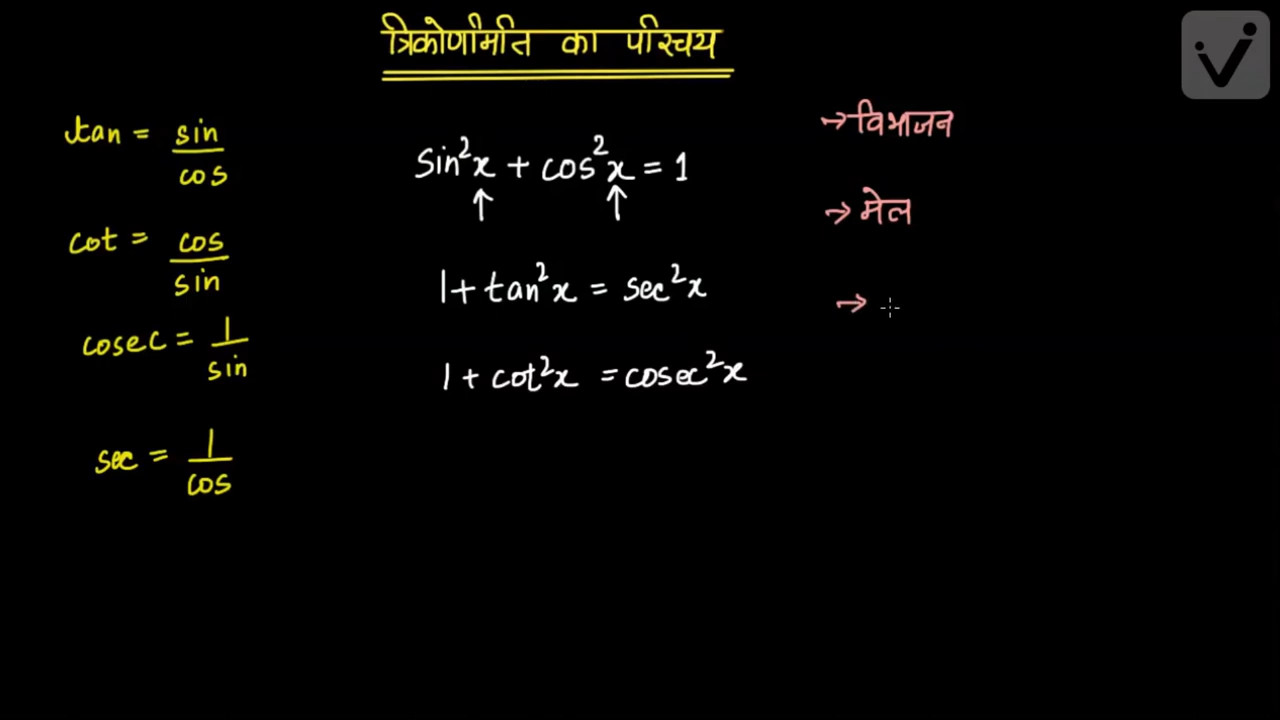 त्रिकोणमिति का परिचय
tan = sin/cos
cot = cos/sin
cosec = 1/sin
sec = 1/cos
sin²x + cos²x = 1
1 + tan²x = sec²x
1 + cot²x = cosec²x
→ विभाजन
→ मेल
→